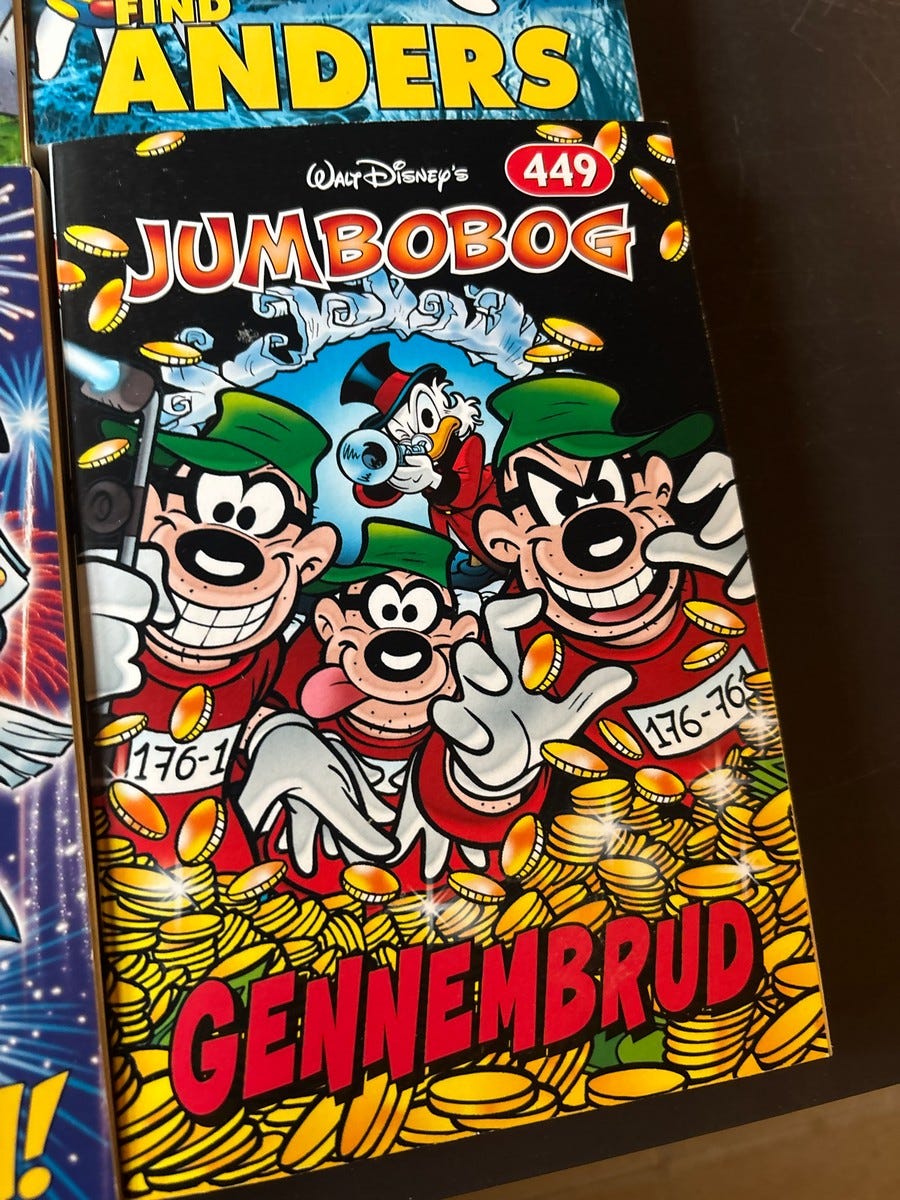 FIND
ANDERS
WALT DISNEY'S
449
JUMBOBOG
176-1
176-76
GENNEMBRUD
!